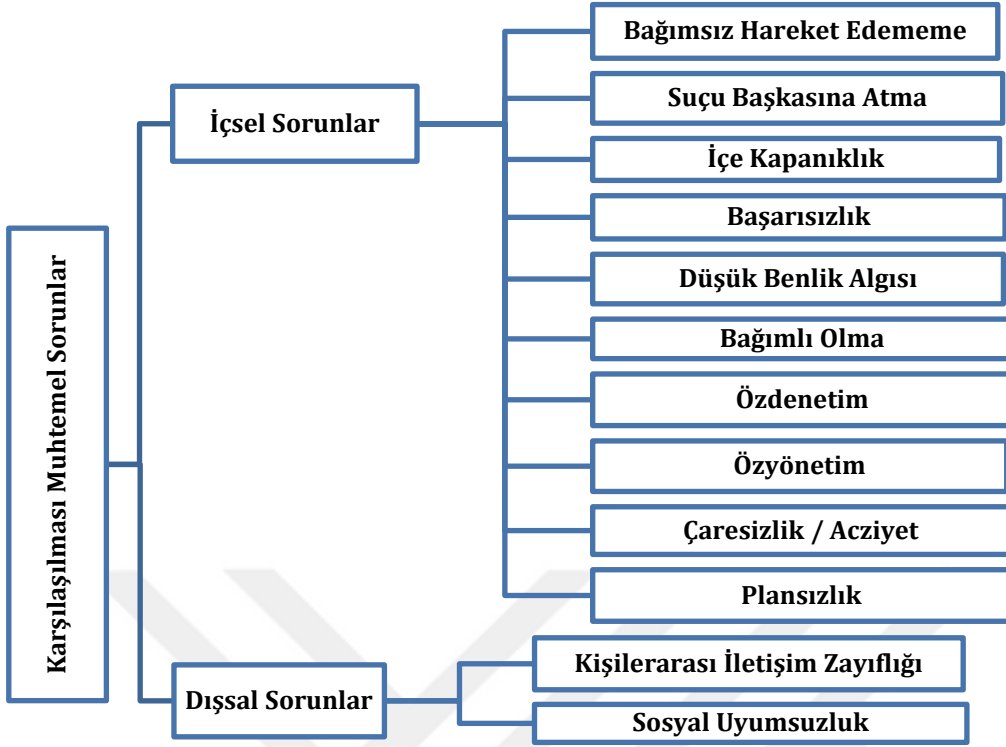 Karşılaşılması Muhtemel Sorunlar
İçsel Sorunlar
Bağımsız Hareket Edememe
Suçu Başkasına Atma
İçe Kapanıklık
Başarısızlık
Düşük Benlik Algısı
Bağımlı Olma
Özdenetim
Özyönetim
Çaresizlik / Acziyet
Plansızlık
Dışsal Sorunlar
Kişilerarası İletişim Zayıflığı
Sosyal Uyumsuzluk